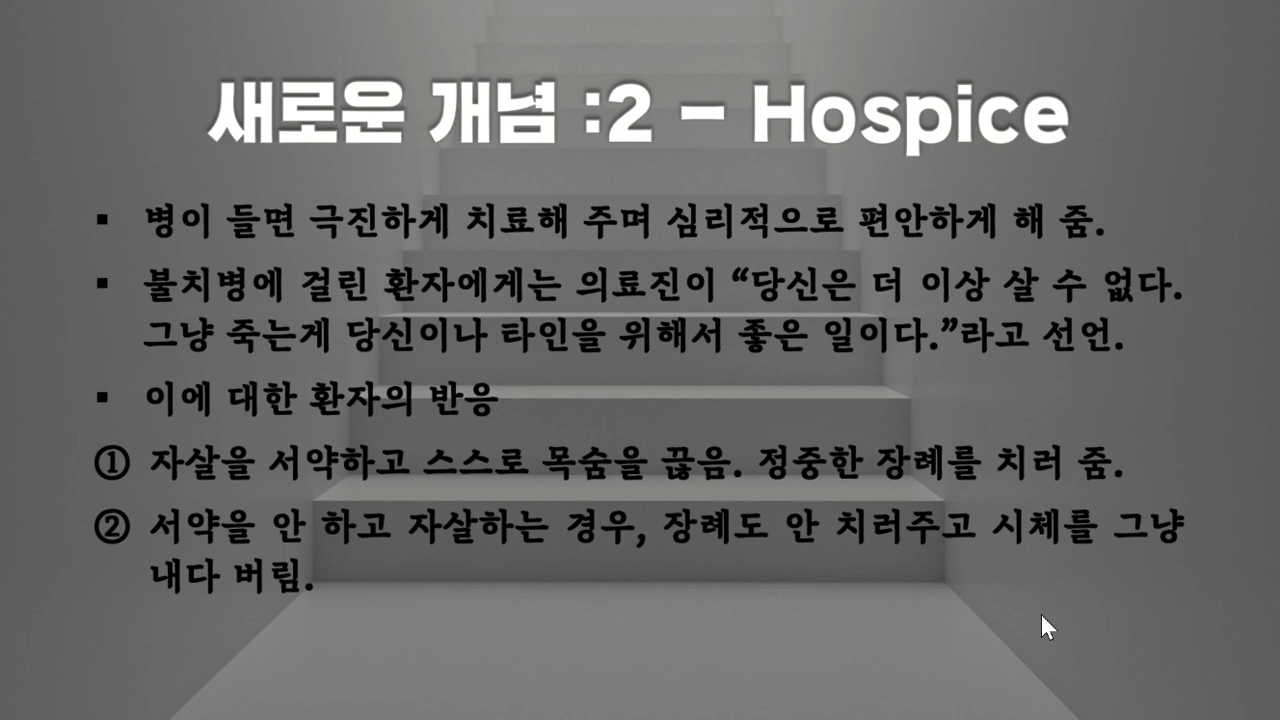 새로운 개념 :2 - Hospice
▪ 병이 들면 극진하게 치료해 주며 심리적으로 편안하게 해 줌.
▪ 불치병에 걸린 환자에게는 의료진이 “당신은 더 이상 살 수 없다.
그냥 죽는게 당신이나 타인을 위해서 좋은 일이다.”라고 선언.
▪ 이에 대한 환자의 반응
① 자살을 서약하고 스스로 목숨을 끊음. 정중한 장례를 치러 줌.
② 서약을 안 하고 자살하는 경우, 장례도 안 치러주고 시체를 그냥
내다 버림.